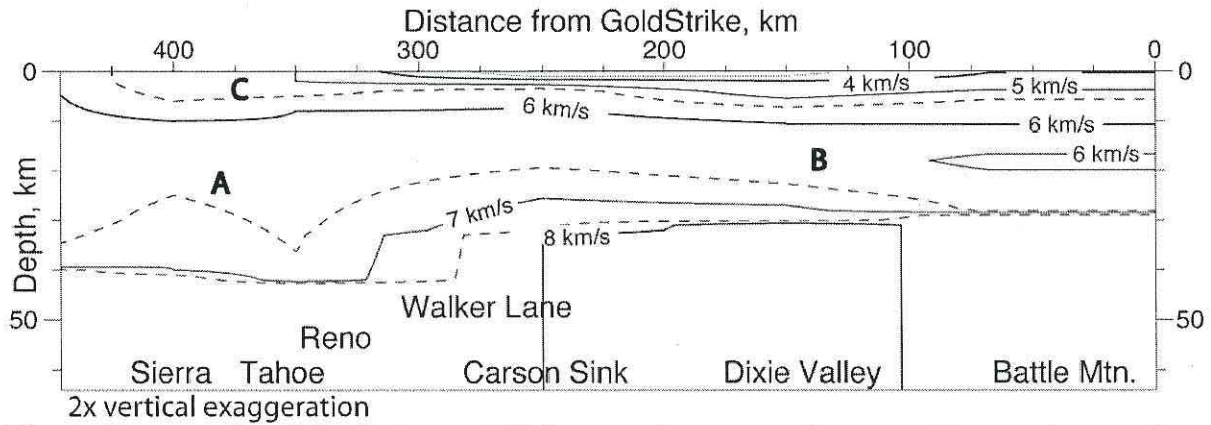 Distance from GoldStrike, km
400 300 200 100 0
0 0
C
4 km/s 5 km/s
6 km/s 6 km/s
B 6 km/s
A
Depth, km
7 km/s
8 km/s
Walker Lane
50 50
Reno
Sierra Tahoe Carson Sink Dixie Valley Battle Mtn.
2x vertical exaggeration